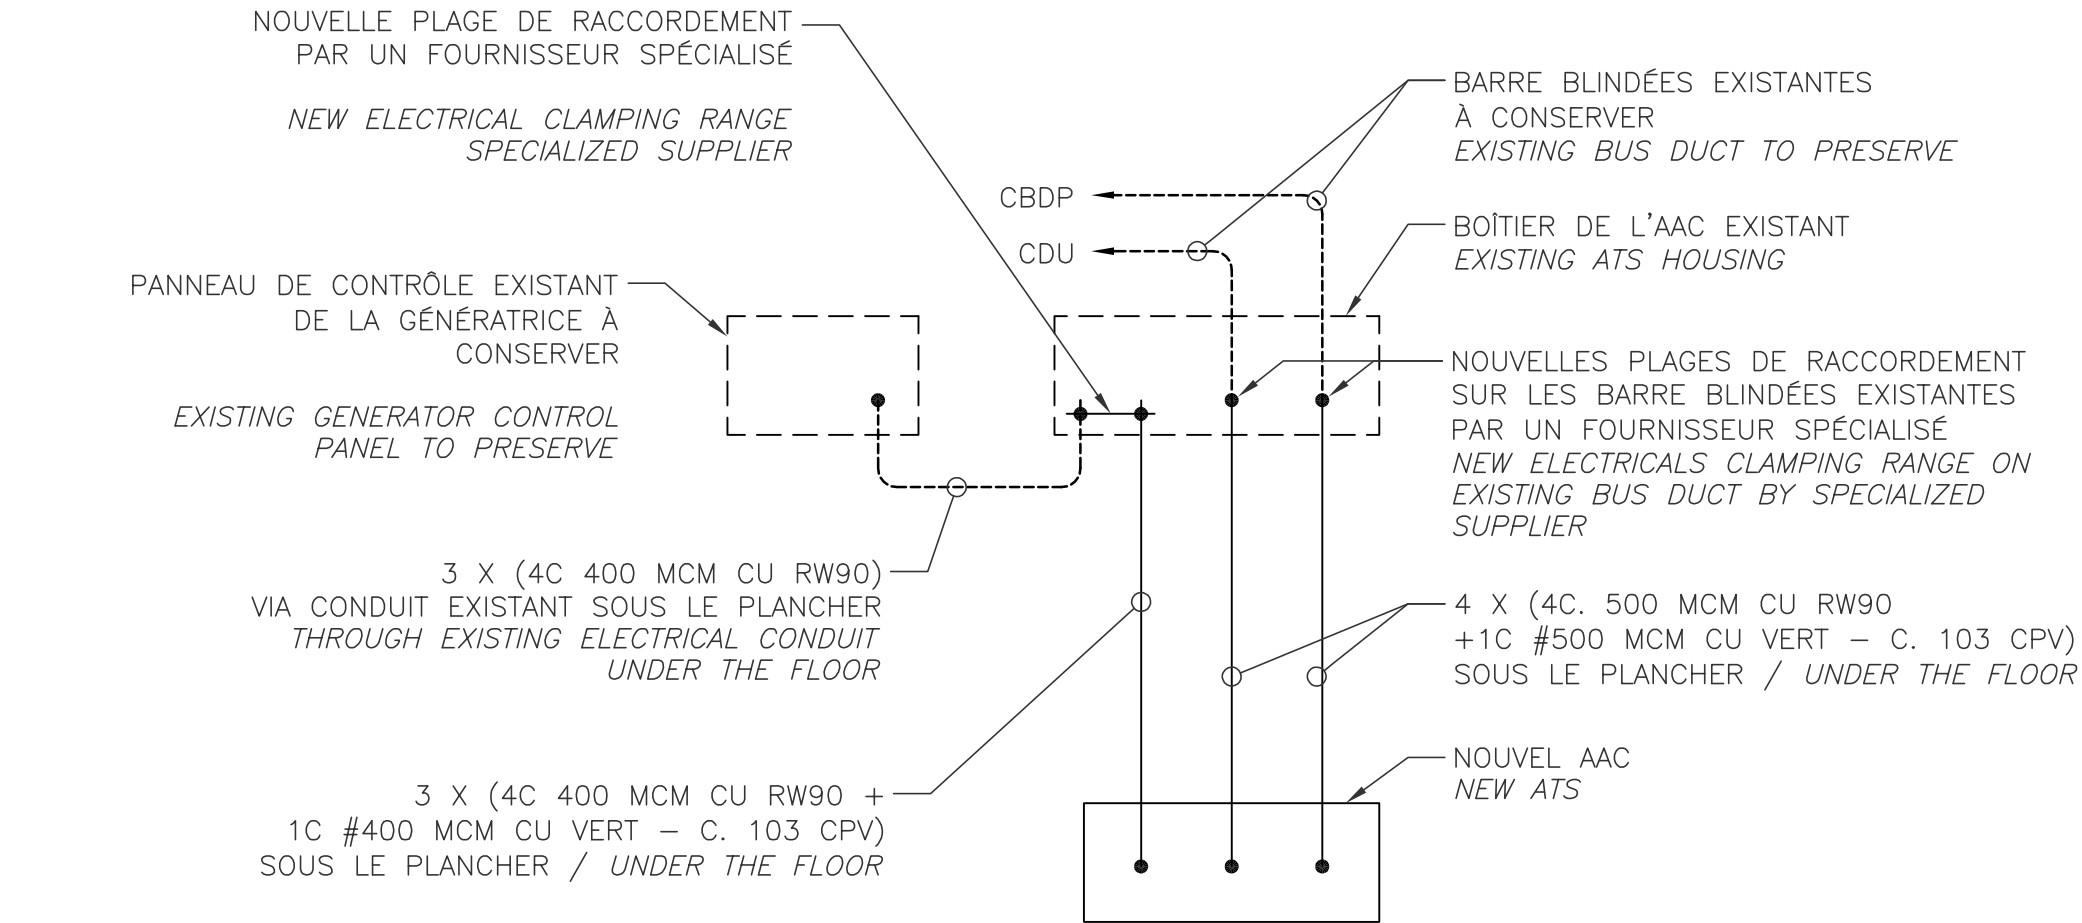 NOUVELLE PLAGE DE RACCORDEMENT
PAR UN FOURNISSEUR SPÉCIALISÉ
NEW ELECTRICAL CLAMPING RANGE
SPECIALIZED SUPPLIER
BARRE BLINDÉES EXISTANTES
À CONSERVER
EXISTING BUS DUCT TO PRESERVE
CBDP
CDU
BOÎTIER DE L'AAC EXISTANT
EXISTING ATS HOUSING
PANNEAU DE CONTRÔLE EXISTANT
DE LA GÉNÉRATRICE À
CONSERVER
EXISTING GENERATOR CONTROL
PANEL TO PRESERVE
NOUVELLES PLAGES DE RACCORDEMENT
SUR LES BARRE BLINDÉES EXISTANTES
PAR UN FOURNISSEUR SPÉCIALISÉ
NEW ELECTRICALS CLAMPING RANGE ON
EXISTING BUS DUCT BY SPECIALIZED
SUPPLIER
3 X (4C 400 MCM CU RW90)
VIA CONDUIT EXISTANT SOUS LE PLANCHER
THROUGH EXISTING ELECTRICAL CONDUIT
UNDER THE FLOOR
4 X (4C. 500 MCM CU RW90
+1C #500 MCM CU VERT – C. 103 CPV)
SOUS LE PLANCHER / UNDER THE FLOOR
NOUVEL AAC
NEW ATS
3 X (4C 400 MCM CU RW90 +
1C #400 MCM CU VERT – C. 103 CPV)
SOUS LE PLANCHER / UNDER THE FLOOR